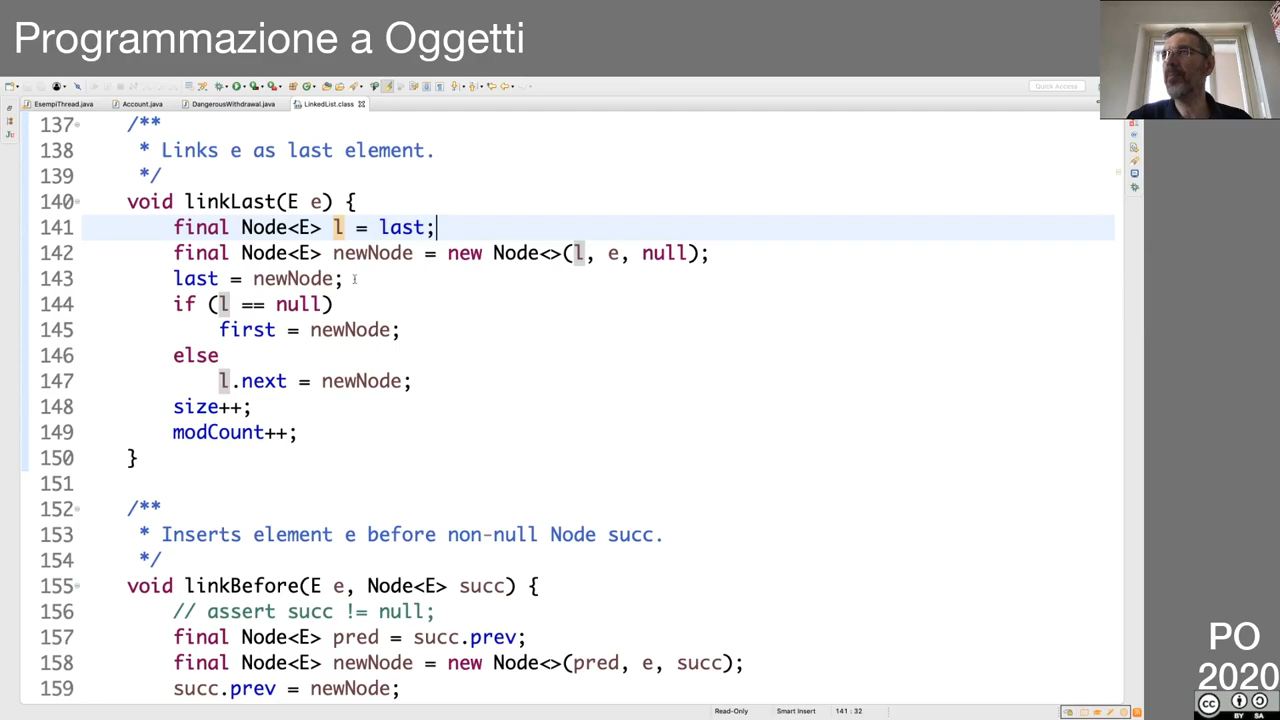 Programmazione a Oggetti
Quick Access
EsempiThread.java
Account.java
DangerousWithdrawal.java
LinkedList.class
137 /**
138 * Links e as last element.
139 */
140 void linkLast(E e) {
141 final Node<E> l = last;
142 final Node<E> newNode = new Node<>(l, e, null);
143 last = newNode;
144 if (l == null)
145 first = newNode;
146 else
147 l.next = newNode;
148 size++;
149 modCount++;
150 }
151
152 /**
153 * Inserts element e before non-null Node succ.
154 */
155 void linkBefore(E e, Node<E> succ) {
156 // assert succ != null;
157 final Node<E> pred = succ.prev;
158 final Node<E> newNode = new Node<>(pred, e, succ);
159 succ.prev = newNode;
Read-Only
Smart Insert
141 : 32
PO
2020
CC
BY SA